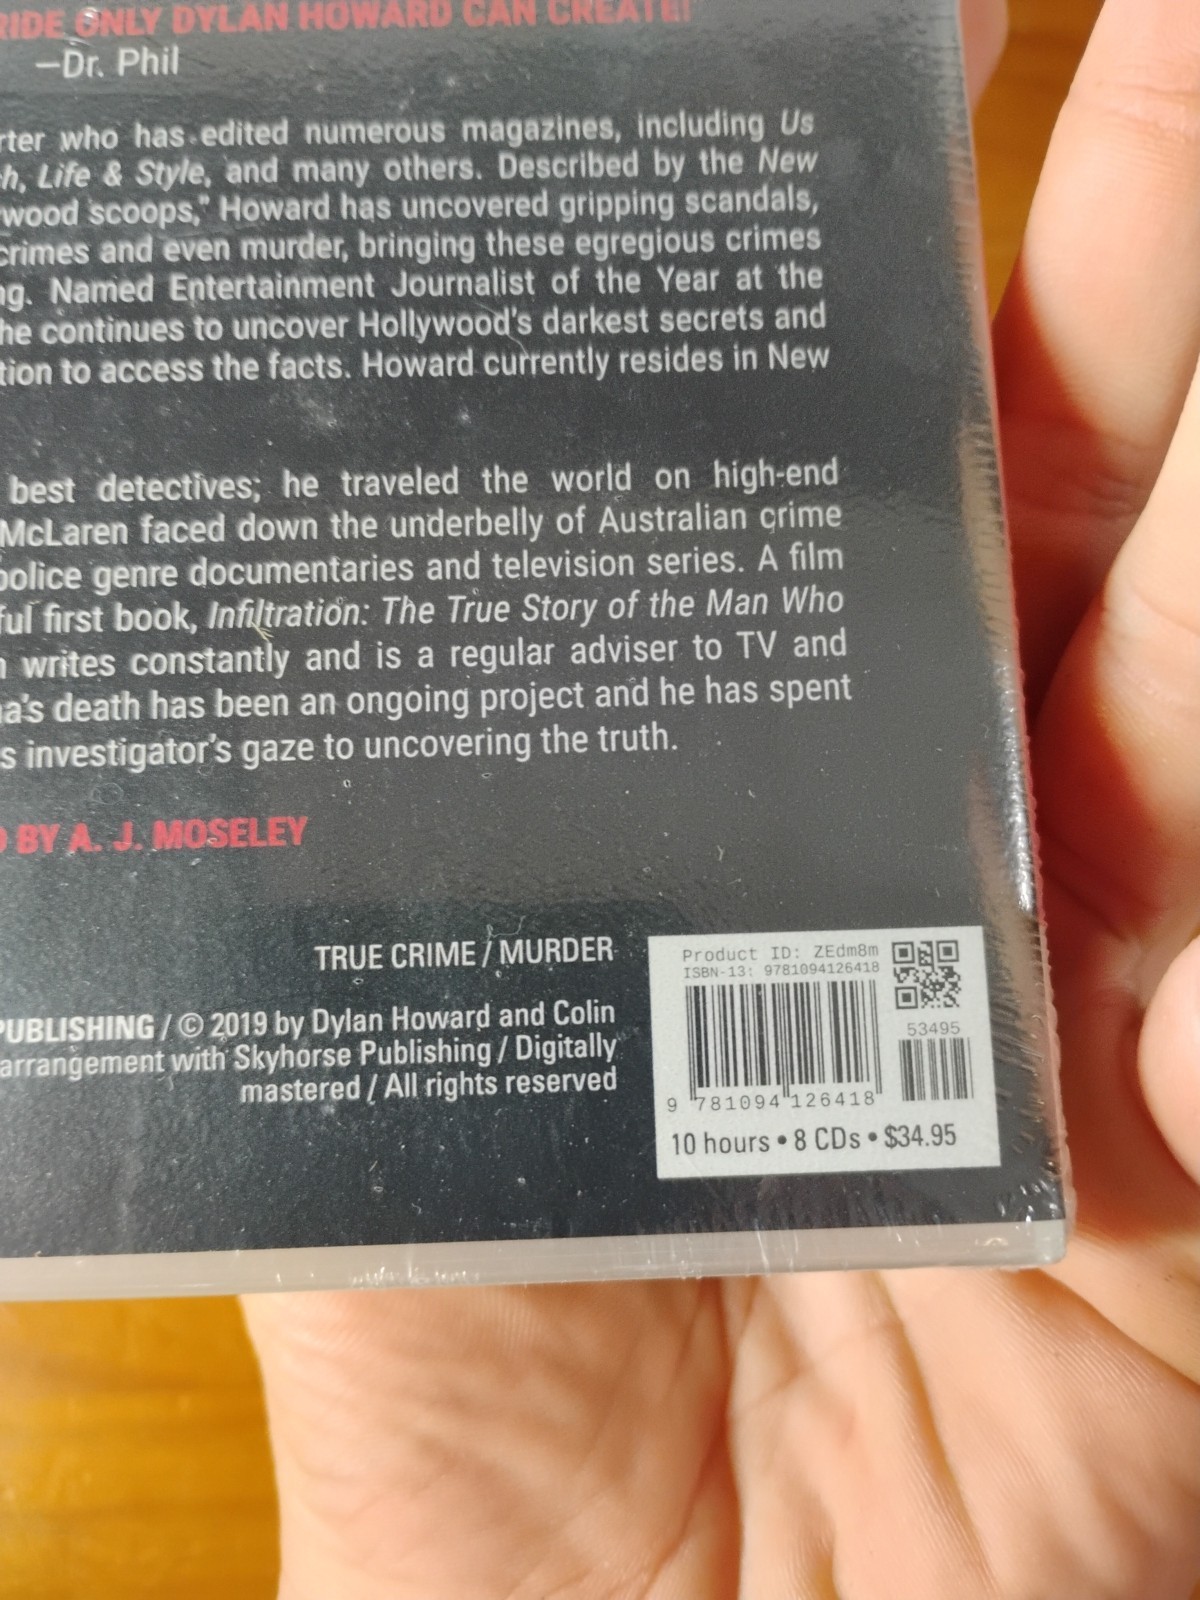 RIDE ONLY DYLAN HOWARD CAN CREATE!
—Dr. Phil
who has edited numerous magazines, including Us
Life & Style, and many others. Described by the New
scoops," Howard has uncovered gripping scandals,
crimes and even murder, bringing these egregious crimes
Named Entertainment Journalist of the Year at the
he continues to uncover Hollywood's darkest secrets and
to access the facts. Howard currently resides in New
best detectives; he traveled the world on high-end
McLaren faced down the underbelly of Australian crime
police genre documentaries and television series. A film
first book, Infiltration: The True Story of the Man Who
writes constantly and is a regular adviser to TV and
death has been an ongoing project and he has spent
investigator's gaze to uncovering the truth.
BY A. J. MOSELEY
TRUE CRIME / MURDER
PUBLISHING / © 2019 by Dylan Howard and Colin
arrangement with Skyhorse Publishing / Digitally
mastered / All rights reserved
Product ID: ZEdm8m
ISBN-13: 9781094126418
53495
9 781094 126418
10 hours • 8 CDs • $34.95